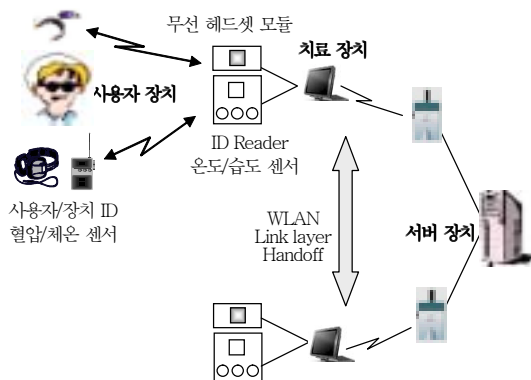 무선 헤드셋 모듈
치료 장치
사용자 장치
ID Reader
온도/습도 센서
사용자/장치 ID
혈압/체온 센서
WLAN
Link layer
Handoff
서버 장치